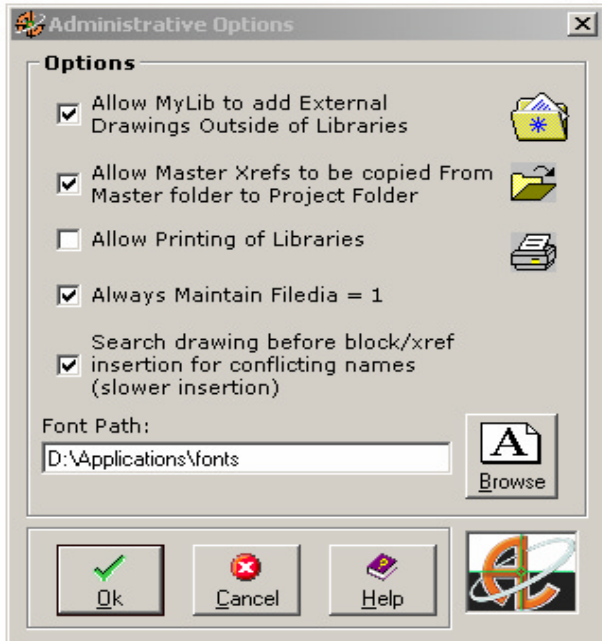 Administrative Options
Options
Allow MyLib to add External
Drawings Outside of Libraries
Allow Master Xrefs to be copied From
Master folder to Project Folder
Allow Printing of Libraries
Always Maintain Filedia = 1
Search drawing before block/xref
insertion for conflicting names
(slower insertion)
Font Path:
D:\Applications\fonts
A
Browse
Ok
Cancel
Help